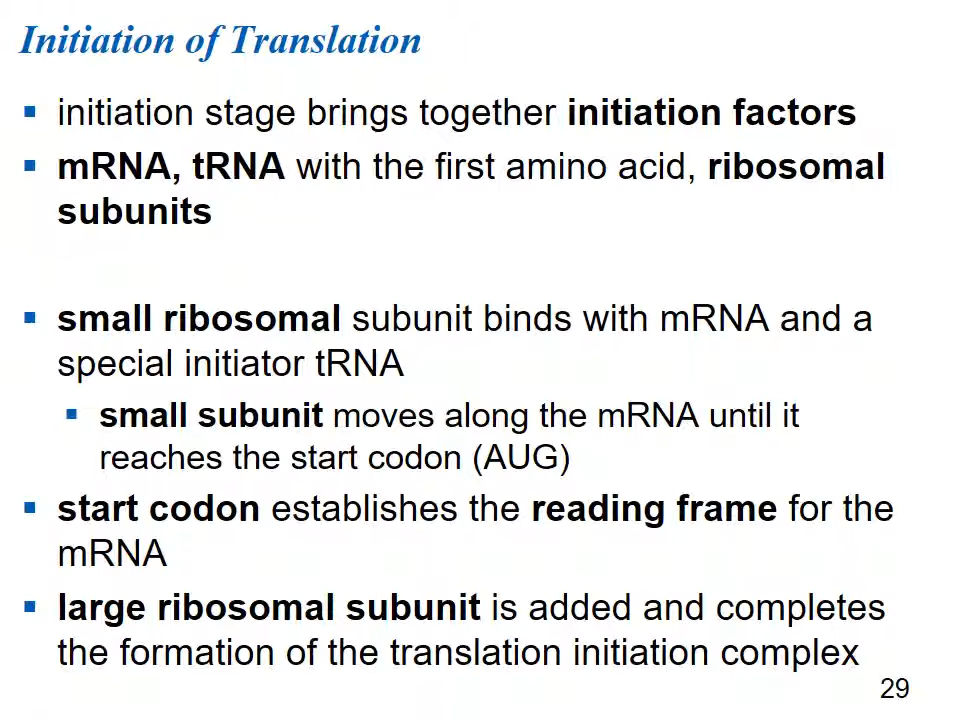 Initiation of Translation
▪ initiation stage brings together initiation factors
▪ mRNA, tRNA with the first amino acid, ribosomal
subunits
▪ small ribosomal subunit binds with mRNA and a
special initiator tRNA
▪ small subunit moves along the mRNA until it
reaches the start codon (AUG)
▪ start codon establishes the reading frame for the
mRNA
▪ large ribosomal subunit is added and completes
the formation of the translation initiation complex
29